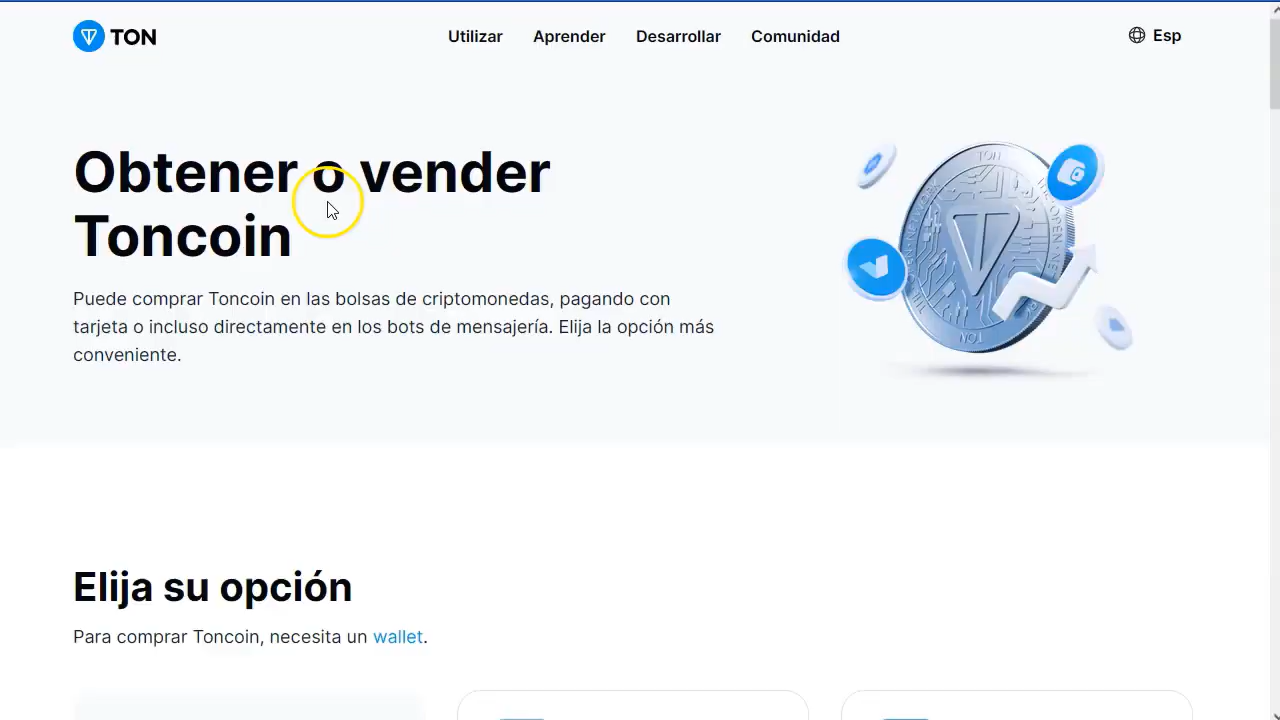 TON
Utilizar
Aprender
Desarrollar
Comunidad
Esp
Obtener o vender
Toncoin
Puede comprar Toncoin en las bolsas de criptomonedas, pagando con
tarjeta o incluso directamente en los bots de mensajería. Elija la opción más
conveniente.
TON
TON
Elija su opción
Para comprar Toncoin, necesita un wallet.